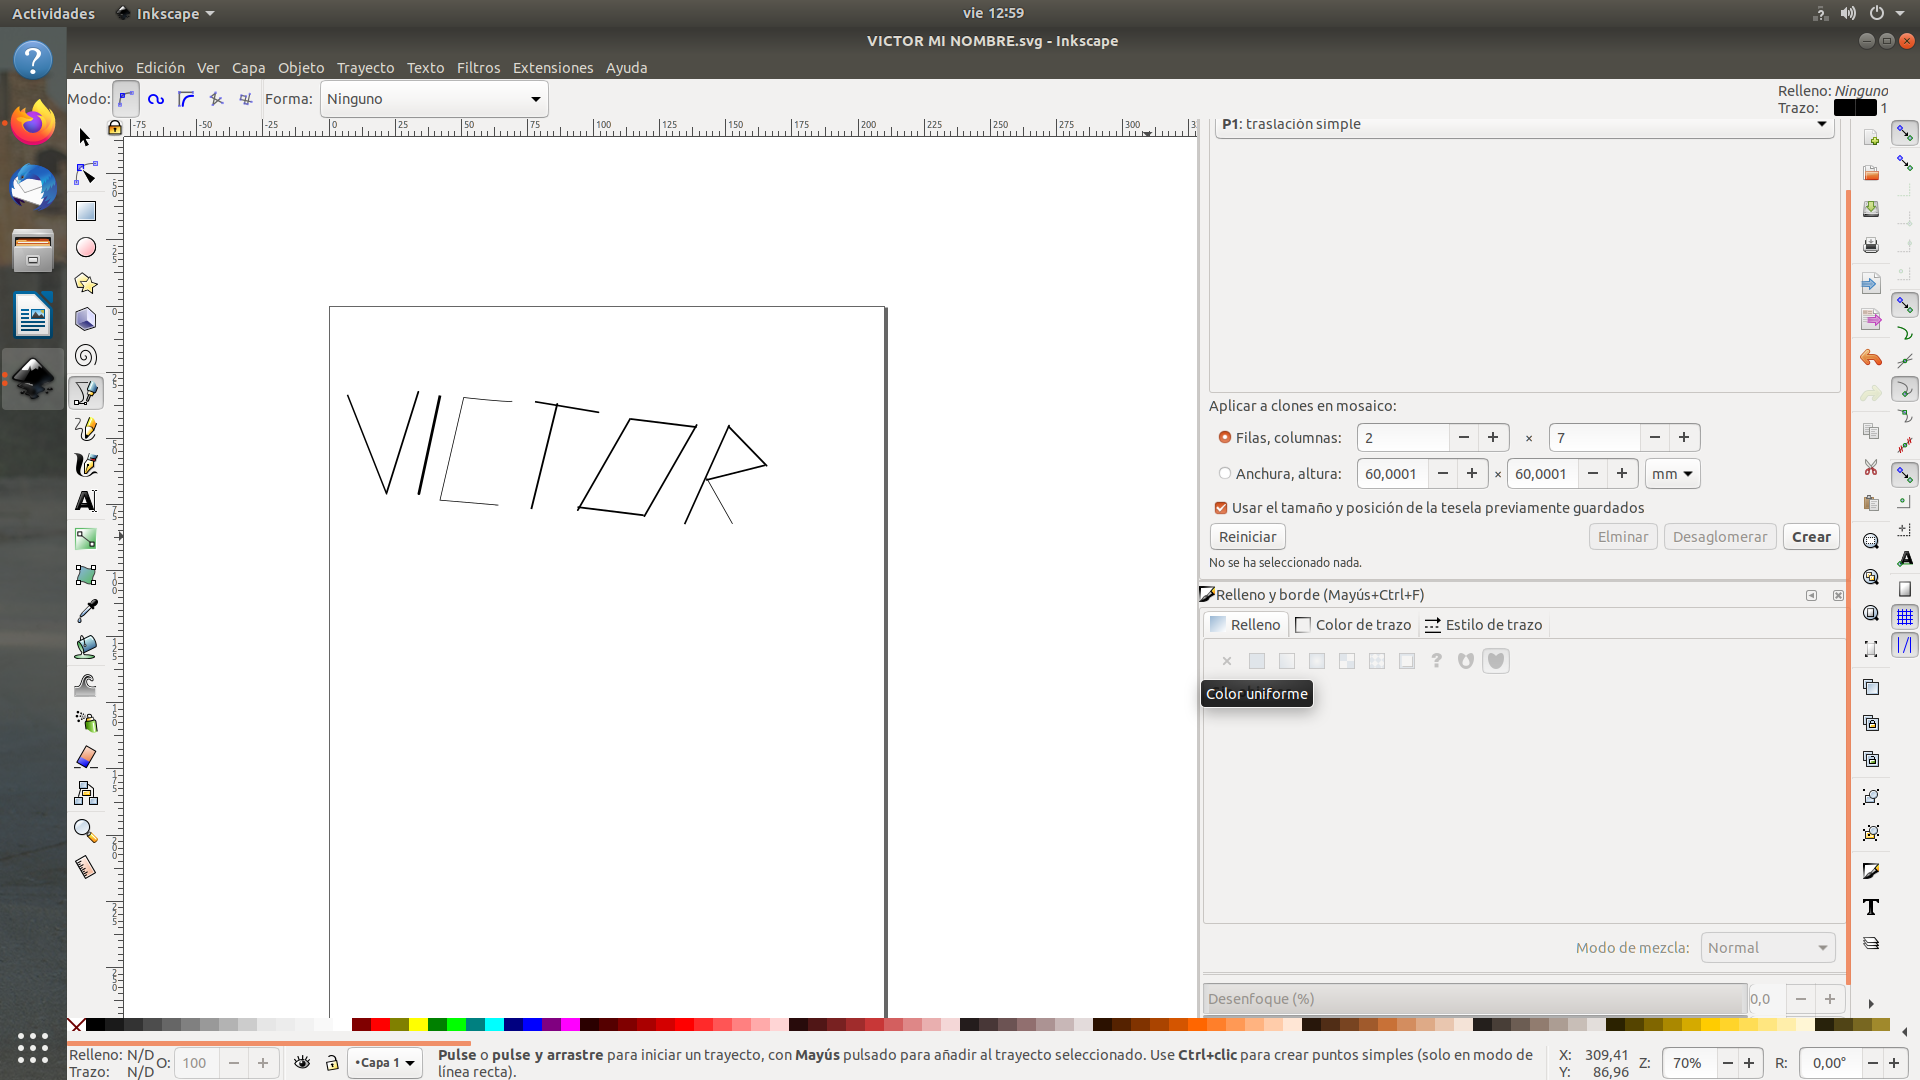 Actividades
Inkscape
vie 12:59
VICTOR MI NOMBRE.svg - Inkscape
Archivo Edición Ver Capa Objeto Trayecto Texto Filtros Extensiones Ayuda
Modo:
Forma:
Ninguno
Relleno: Ninguno
Trazo: 1
-75 -50 -25 0 25 50 75 100 125 150 175 200 225 250 275 300
P1: traslación simple
VICTOR
Aplicar a clones en mosaico:
Filas, columnas: 2 × 7
Anchura, altura: 60,0001 × 60,0001 mm
Usar el tamaño y posición de la tesela previamente guardados
Reiniciar Elminar Desaglomerar Crear
No se ha seleccionado nada.
Relleno y borde (Mayús+Ctrl+F)
Relleno Color de trazo Estilo de trazo
Color uniforme
Modo de mezcla: Normal
Desenfoque (%) 0,0
Relleno: N/D
Trazo: N/D
O: 100
•Capa 1
Pulse o pulse y arrastre para iniciar un trayecto, con Mayús pulsado para añadir al trayecto seleccionado. Use Ctrl+clic para crear puntos simples (solo en modo de
línea recta).
X: 309,41
Y: 86,96
Z: 70%
R: 0,00°